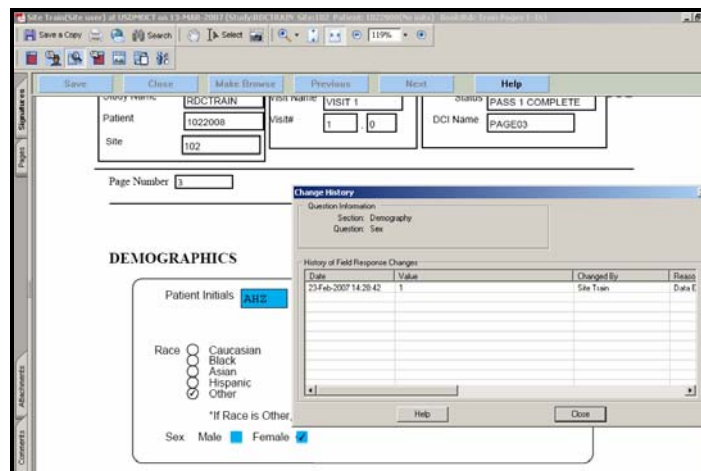 Site Train(Site user) at USDMDCT on 13-MAR-2007 (Study:RDCTRAIN Site:102 Patient:1022008(No data) Book:Rdc Train Pages 1-
Save a Copy Search Select 119%
Save Close Make Browse Previous Next Help
Signatures
Pages
Attachments
Comments
Study Name RDCTRAIN Visit Name VISIT 1 Status PASS 1 COMPLETE
Patient 1022008 Visit# 1 . 0 DCI Name PAGE03
Site 102
Page Number 3
DEMOGRAPHICS
Patient Initials AHZ
Race Caucasian
Black
Asian
Hispanic
Other
*If Race is Other,
Sex Male Female
Change History
Question Information
Section: Demography
Question: Sex
History of Field Response Changes
Date Value Changed By Reaso
23-Feb-2007 14:28:42 1 Site Train Data E
Help Close